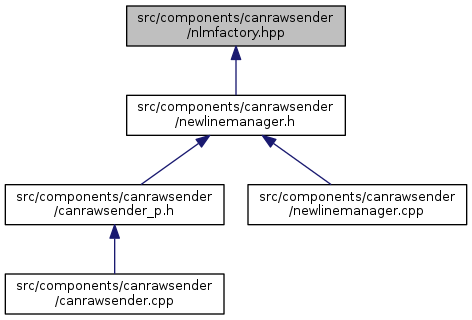 src/components/canrawsender
/nlmfactory.hpp
src/components/canrawsender
/newlinemanager.h
src/components/canrawsender
/canrawsender_p.h
src/components/canrawsender
/newlinemanager.cpp
src/components/canrawsender
/canrawsender.cpp